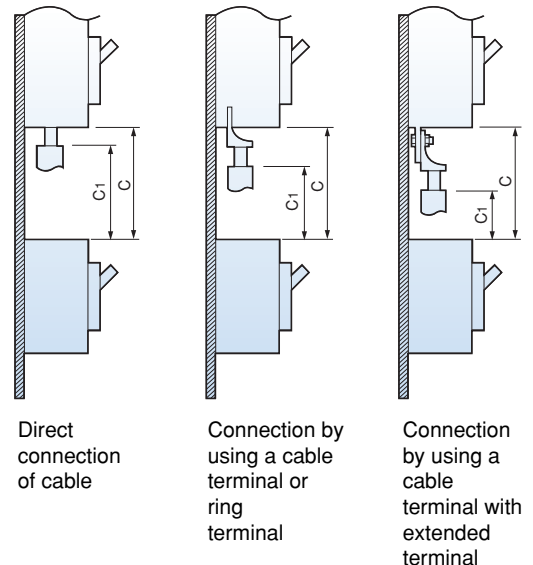 C1
C
C1
C
C1
C
Direct
connection
of cable
Connection by
using a cable
terminal or
ring
terminal
Connection
by using a
cable
terminal with
extended
terminal